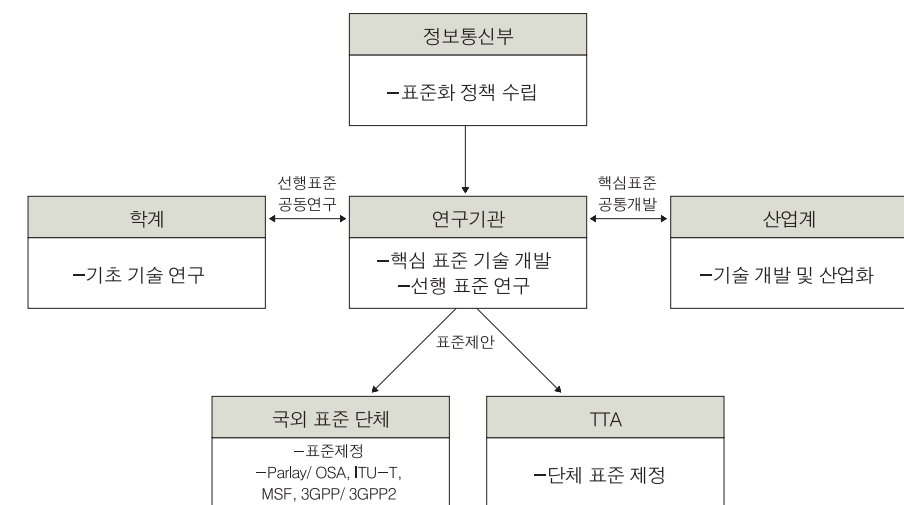 정보통신부
–표준화 정책 수립
선행표준
공동연구
핵심표준
공통개발
학계
–기초 기술 연구
연구기관
–핵심 표준 기술 개발
–선행 표준 연구
산업계
–기술 개발 및 산업화
표준제안
국외 표준 단체
–표준제정
–Parlay/ OSA, ITU–T,
MSF, 3GPP/ 3GPP2
TTA
–단체 표준 제정